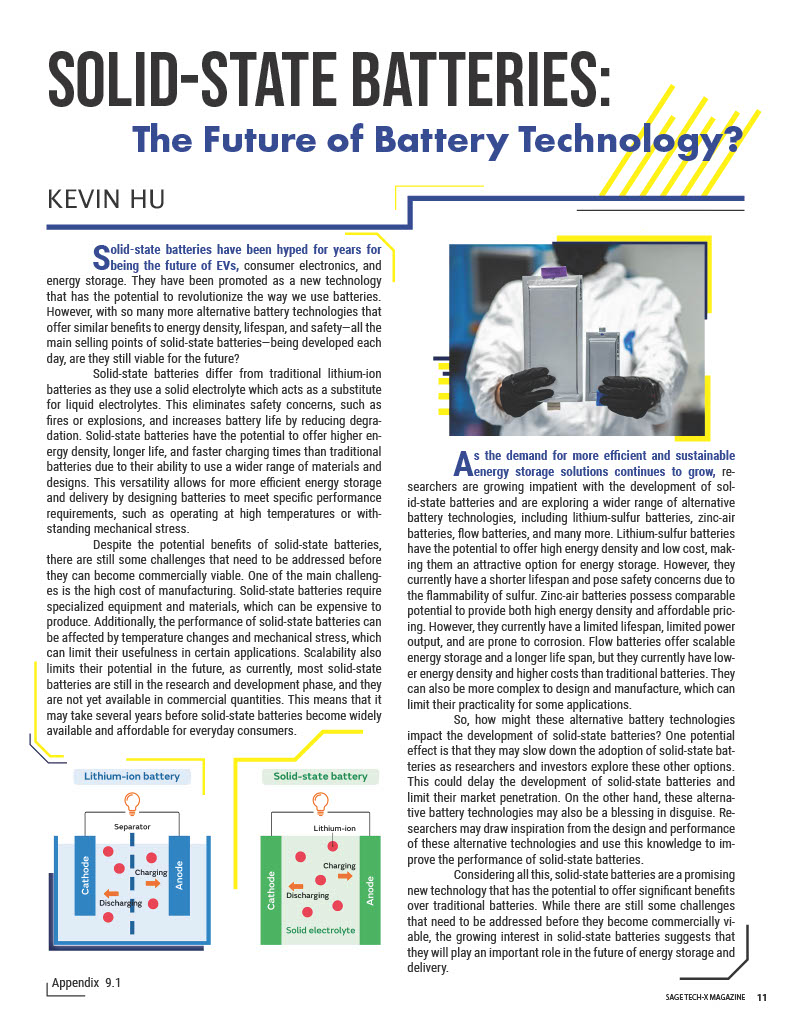 SOLID-STATE BATTERIES:
The Future of Battery Technology?
KEVIN HU
Solid-state batteries have been hyped for years for
being the future of EVs, consumer electronics, and
energy storage. They have been promoted as a new technology
that has the potential to revolutionize the way we use batteries.
However, with so many more alternative battery technologies that
offer similar benefits to energy density, lifespan, and safety—all the
main selling points of solid-state batteries—being developed each
day, are they still viable for the future?
Solid-state batteries differ from traditional lithium-ion
batteries as they use a solid electrolyte which acts as a substitute
for liquid electrolytes. This eliminates safety concerns, such as
fires or explosions, and increases battery life by reducing degra-
dation. Solid-state batteries have the potential to offer higher en-
ergy density, longer life, and faster charging times than traditional
batteries due to their ability to use a wider range of materials and
designs. This versatility allows for more efficient energy storage
and delivery by designing batteries to meet specific performance
requirements, such as operating at high temperatures or with-
standing mechanical stress.
Despite the potential benefits of solid-state batteries,
there are still some challenges that need to be addressed before
they can become commercially viable. One of the main challeng-
es is the high cost of manufacturing. Solid-state batteries require
specialized equipment and materials, which can be expensive to
produce. Additionally, the performance of solid-state batteries can
be affected by temperature changes and mechanical stress, which
can limit their usefulness in certain applications. Scalability also
limits their potential in the future, as currently, most solid-state
batteries are still in the research and development phase, and they
are not yet available in commercial quantities. This means that it
may take several years before solid-state batteries become widely
available and affordable for everyday consumers.
Lithium-ion battery
Separator
Cathode
Charging
Discharging
Anode
Solid-state battery
Lithium-ion
Cathode
Charging
Discharging
Anode
Solid electrolyte
Appendix 9.1
As the demand for more efficient and sustainable
energy storage solutions continues to grow, re-
searchers are growing impatient with the development of sol-
id-state batteries and are exploring a wider range of alternative
battery technologies, including lithium-sulfur batteries, zinc-air
batteries, flow batteries, and many more. Lithium-sulfur batteries
have the potential to offer high energy density and low cost, mak-
ing them an attractive option for energy storage. However, they
currently have a shorter lifespan and pose safety concerns due to
the flammability of sulfur. Zinc-air batteries possess comparable
potential to provide both high energy density and affordable pric-
ing. However, they currently have a limited lifespan, limited power
output, and are prone to corrosion. Flow batteries offer scalable
energy storage and a longer life span, but they currently have low-
er energy density and higher costs than traditional batteries. They
can also be more complex to design and manufacture, which can
limit their practicality for some applications.
So, how might these alternative battery technologies
impact the development of solid-state batteries? One potential
effect is that they may slow down the adoption of solid-state bat-
teries as researchers and investors explore these other options.
This could delay the development of solid-state batteries and
limit their market penetration. On the other hand, these alterna-
tive battery technologies may also be a blessing in disguise. Re-
searchers may draw inspiration from the design and performance
of these alternative technologies and use this knowledge to im-
prove the performance of solid-state batteries.
Considering all this, solid-state batteries are a promising
new technology that has the potential to offer significant benefits
over traditional batteries. While there are still some challenges
that need to be addressed before they become commercially vi-
able, the growing interest in solid-state batteries suggests that
they will play an important role in the future of energy storage and
delivery.
SAGE TECH-X MAGAZINE 11